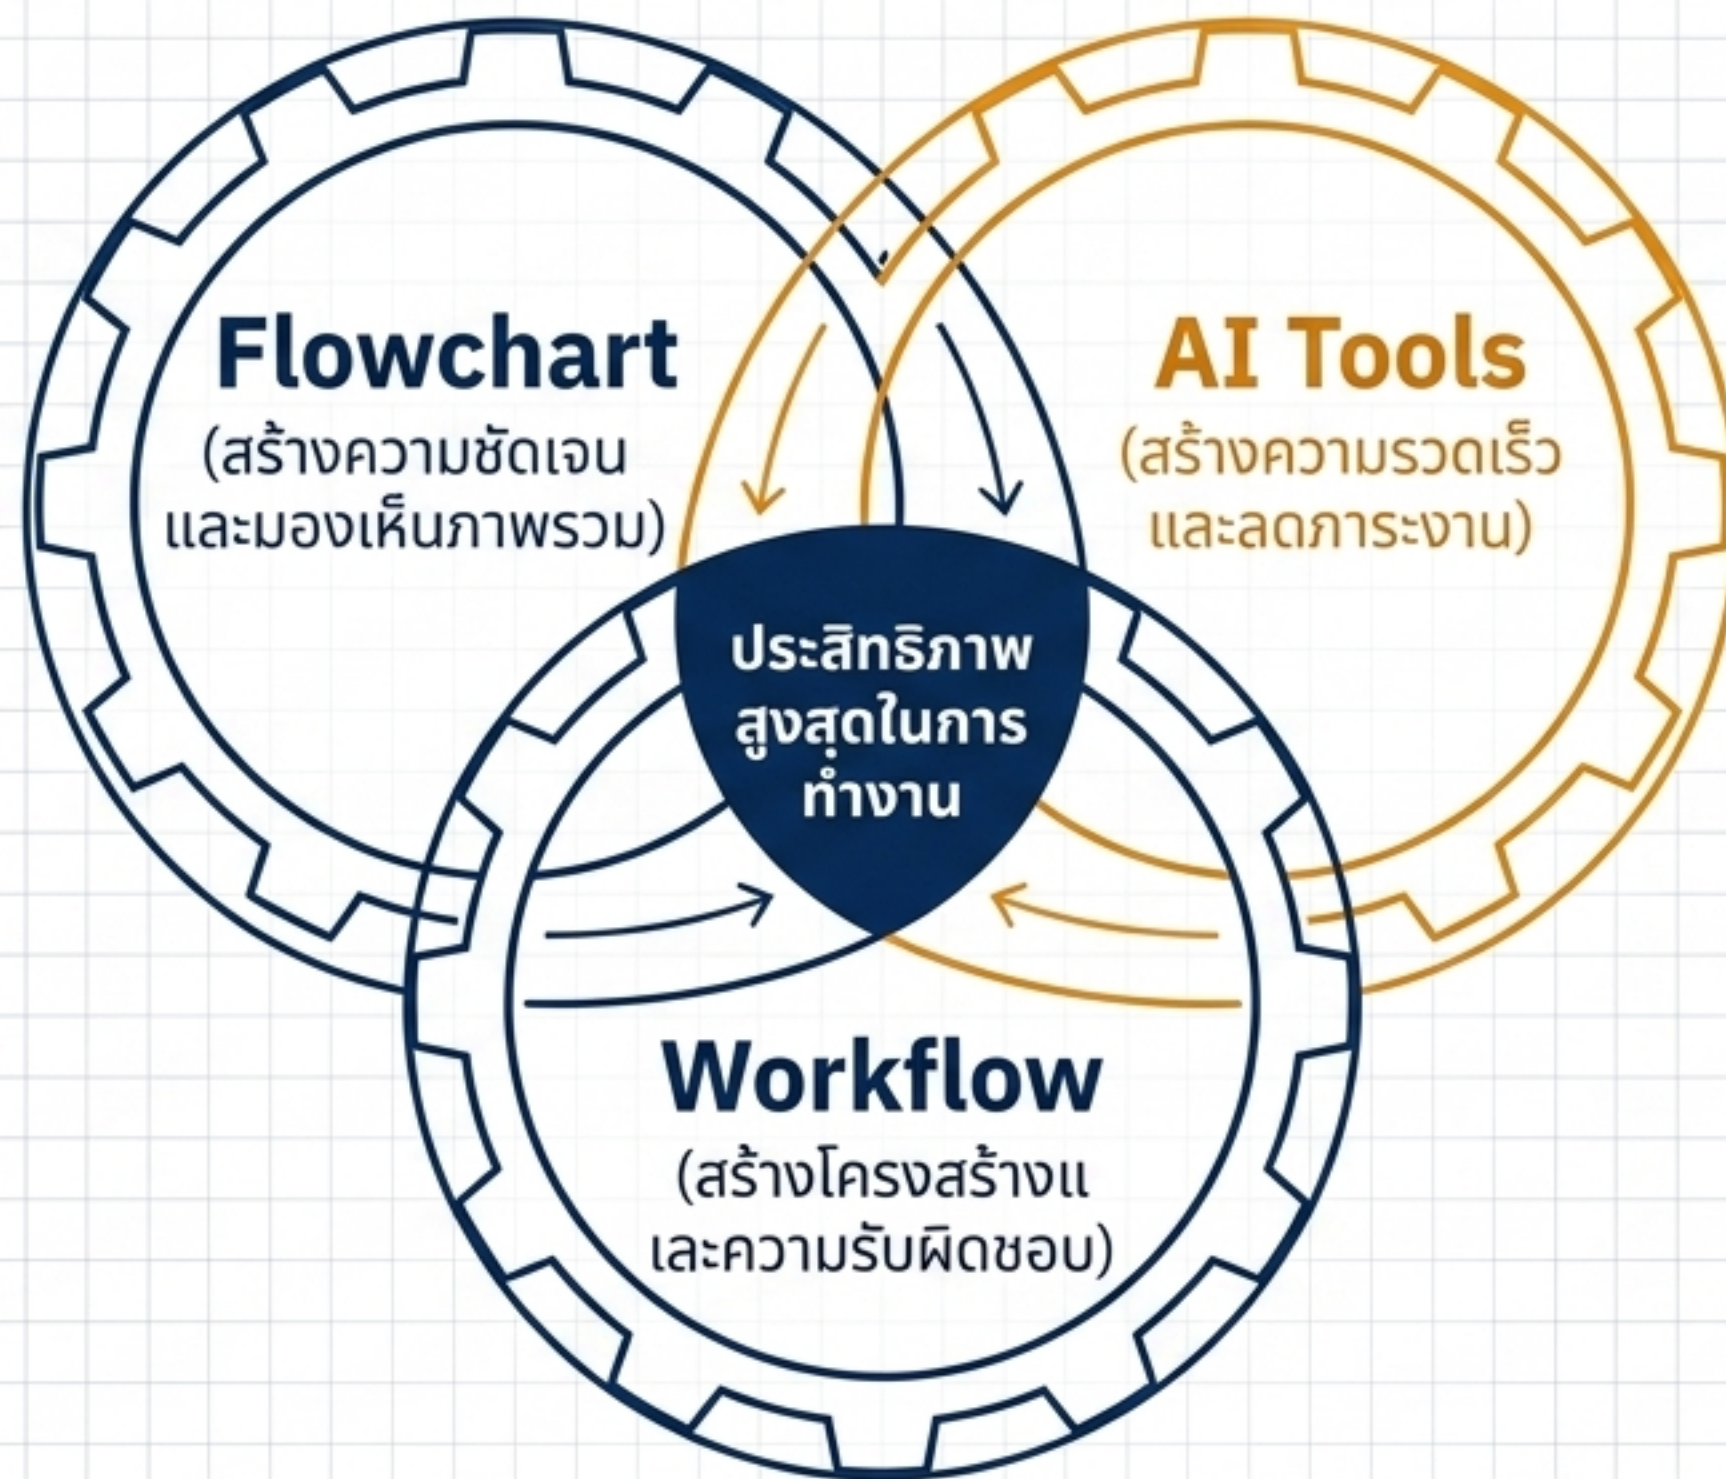 Flowchart
(สร้างความชัดเจน
และมองเห็นภาพรวม)
AI Tools
(สร้างความรวดเร็ว
และลดภาระงาน)
ประสิทธิภาพ
สูงสุดในการ
ทำงาน
Workflow
(สร้างโครงสร้างแ
เละความรับผิดชอบ)